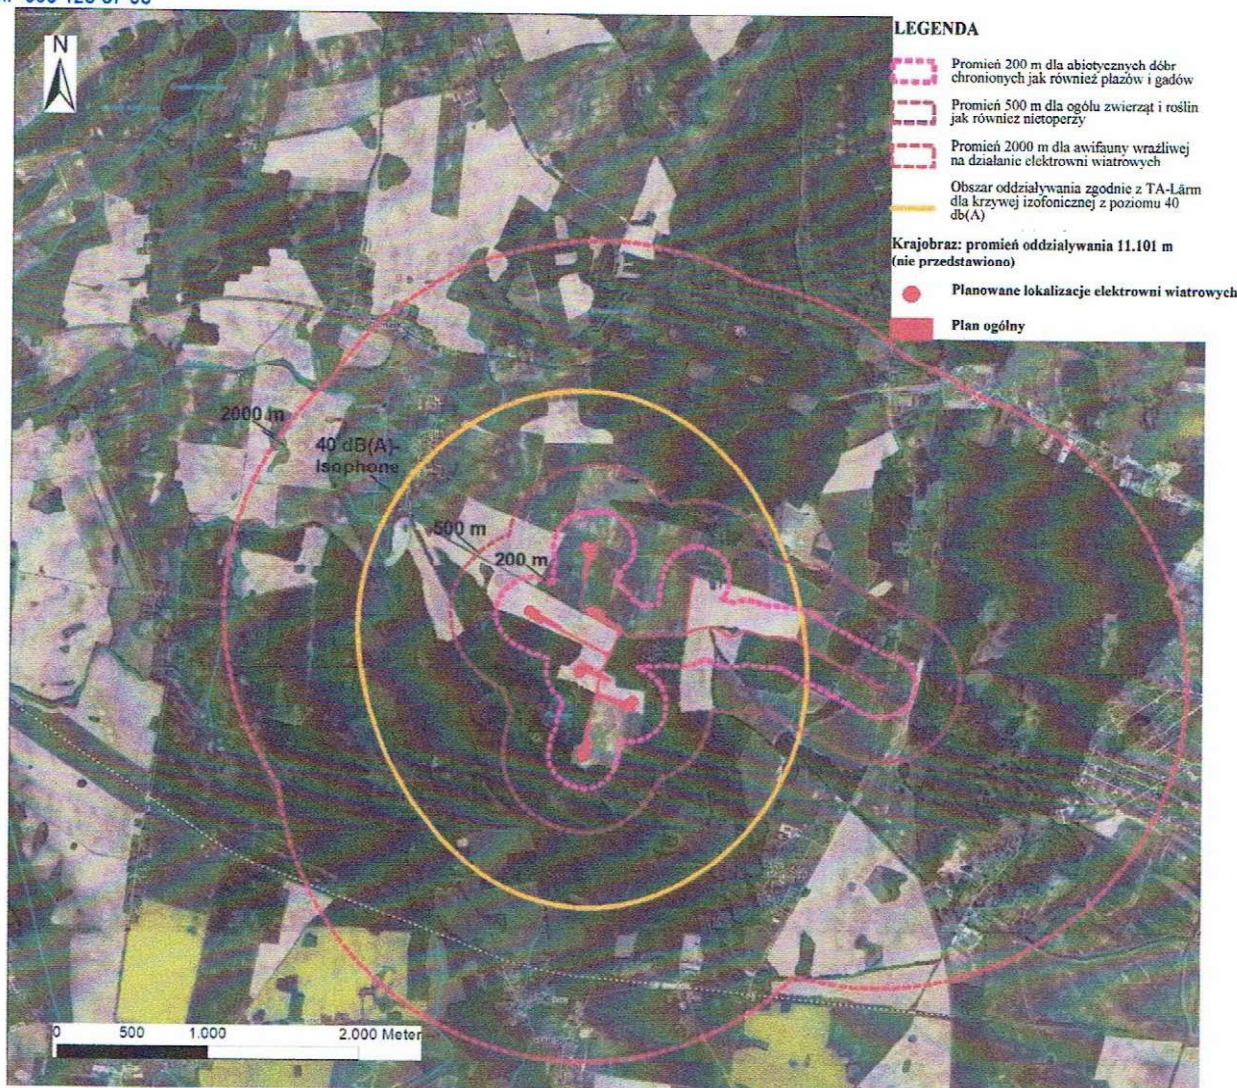 N
LEGENDA
Promień 200 m dla abiotycznych dóbr
chronionych jak również płazów i gadów
Promień 500 m dla ogólu zwierząt i roślin
jak również nietoperzy
Promień 2000 m dla awifauny wrażliwej
na działanie elektrowni wiatrowych
Obszar oddziaływania zgodnie z TA-Lärm
dla krzywej izofonicznej z poziomu 40
db(A)
Krajobraz: promień oddziaływania 11.101 m
(nie przedstawiono)
Planowane lokalizacje elektrowni wiatrowych
Plan ogólny
2000 m
40 dB(A)-
Isophone
500 m
200 m
0 500 1.000 2.000 Meter